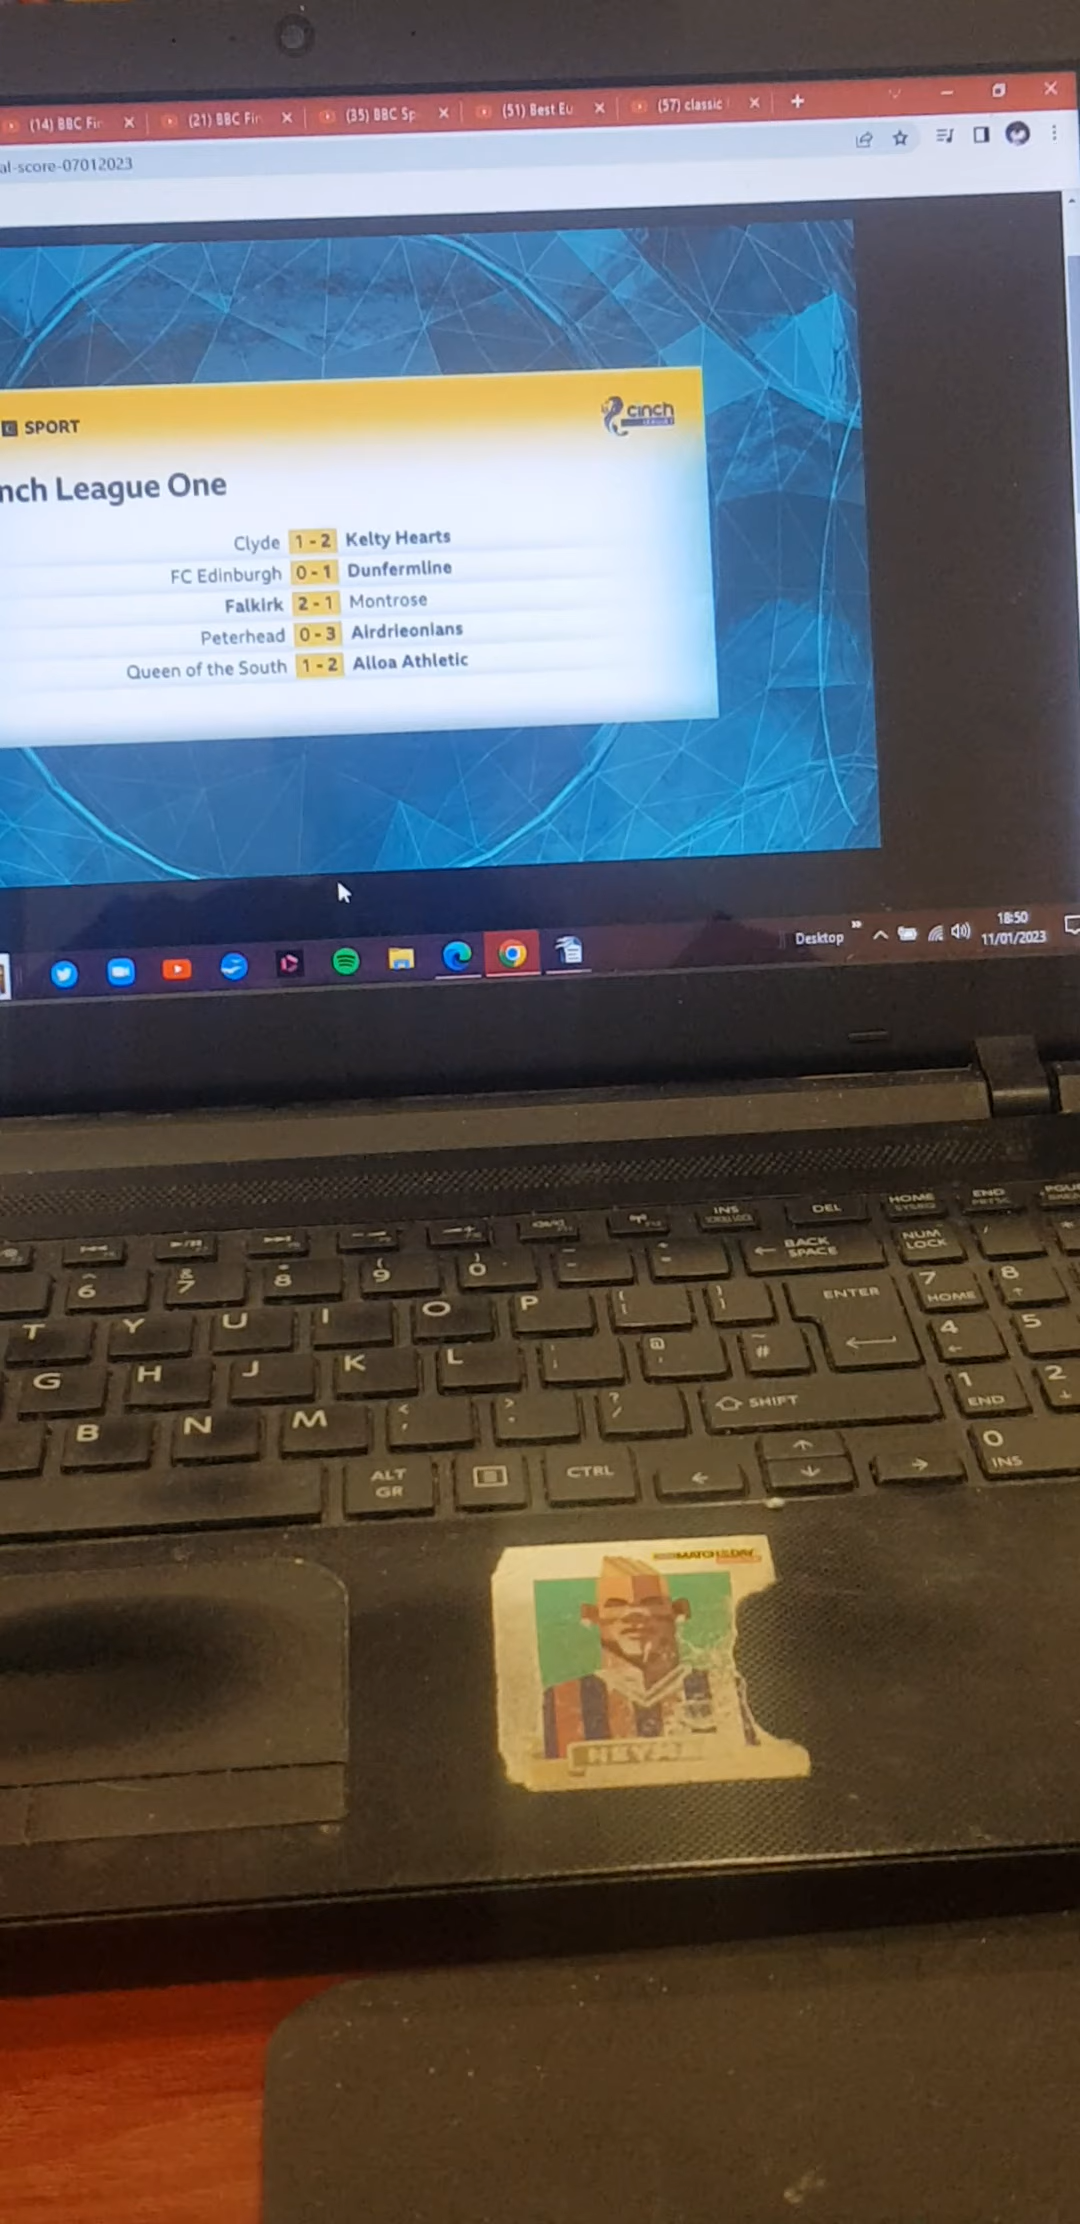 (14) BBC Fin
(21) BBC Fin
(35) BBC Sp
(51) Best Eu
(57) classic
al-score-07012023
SPORT
cinch
nch League One
Clyde 1 - 2 Kelty Hearts
FC Edinburgh 0 - 1 Dunfermline
Falkirk 2 - 1 Montrose
Peterhead 0 - 3 Airdrieonians
Queen of the South 1 - 2 Alloa Athletic
Desktop
18:50
11/01/2023
INS
DEL
HOME
END
6 7 8 9 0 - = BACK SPACE NUM LOCK /
T Y U I O P [ ] ENTER 7 HOME 8
G H J K L ; @ ' ~ # 4 5
B N M < , > . ? / SHIFT 1 END 2
ALT GR CTRL 0 INS
MATCH OF THE DAY